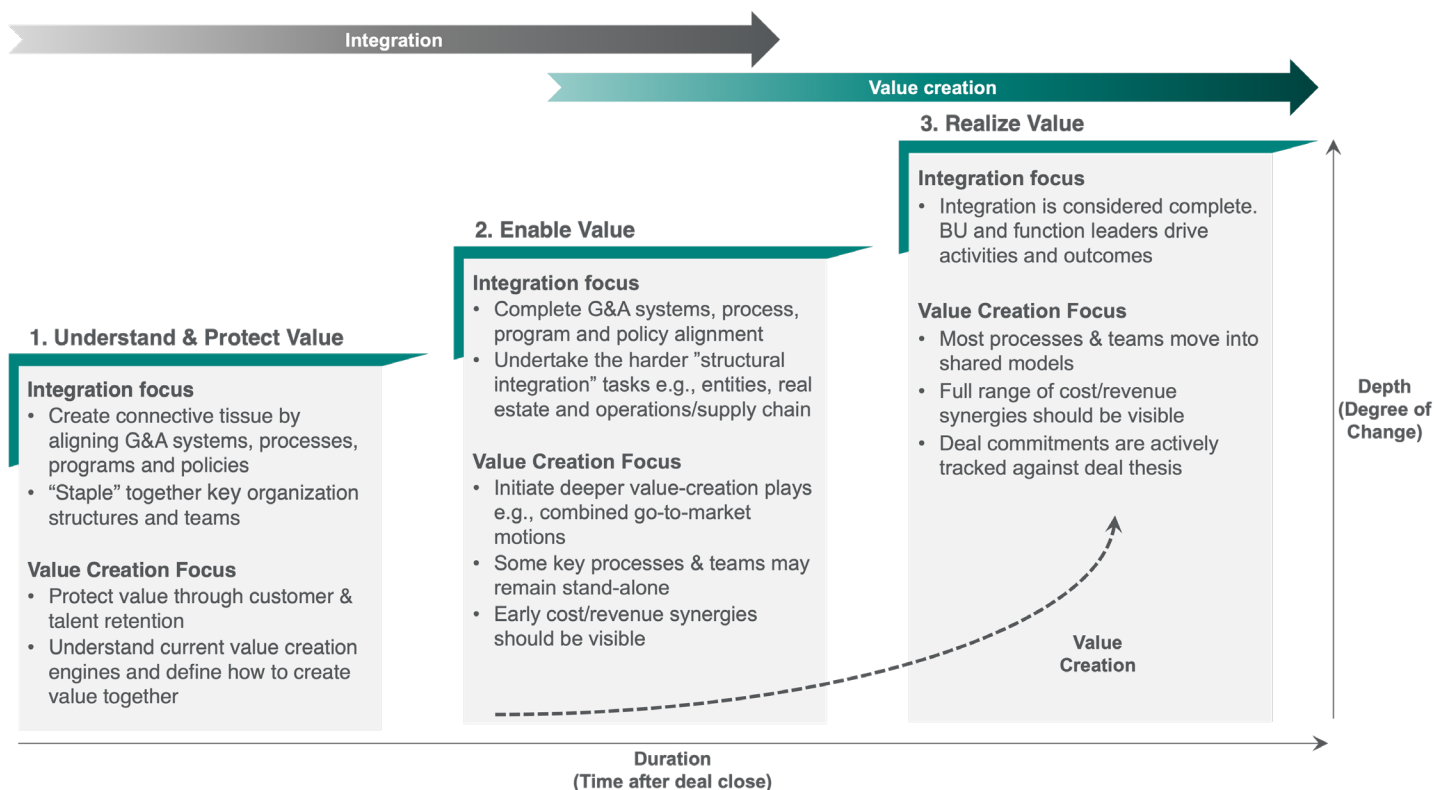 Integration
Value creation
3. Realize Value
Integration focus
• Integration is considered complete.
BU and function leaders drive
activities and outcomes
Value Creation Focus
• Most processes & teams move into
shared models
• Full range of cost/revenue
synergies should be visible
• Deal commitments are actively
tracked against deal thesis
2. Enable Value
Integration focus
• Complete G&A systems, process,
program and policy alignment
• Undertake the harder ”structural
integration” tasks e.g., entities, real
estate and operations/supply chain
Value Creation Focus
• Initiate deeper value-creation plays
e.g., combined go-to-market
motions
• Some key processes & teams may
remain stand-alone
• Early cost/revenue synergies
should be visible
1. Understand & Protect Value
Integration focus
• Create connective tissue by
aligning G&A systems, processes,
programs and policies
• “Staple” together key organization
structures and teams
Value Creation Focus
• Protect value through customer &
talent retention
• Understand current value creation
engines and define how to create
value together
Value
Creation
Depth
(Degree of
Change)
Duration
(Time after deal close)